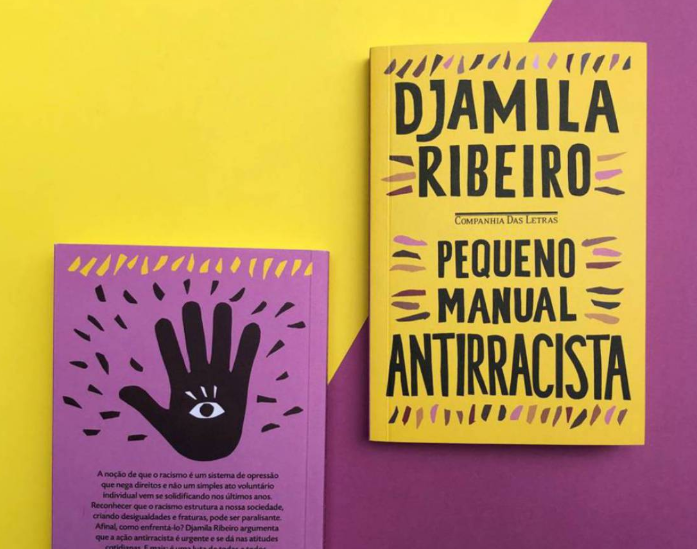 DJAMILA
RIBEIRO
COMPANHIA DAS LETRAS
PEQUENO
MANUAL
ANTIRRACISTA
A noção de que o racismo é um sistema de opressão
que nega direitos e não um simples ato voluntário
individual vem se solidificando nos últimos anos.
Reconhecer que o racismo estrutura a nossa sociedade,
criando desigualdades e fraturas, pode ser paralisante.
Afinal, como enfrentá-lo? Djamila Ribeiro argumenta
que a ação antirracista é urgente e se dá nas atitudes